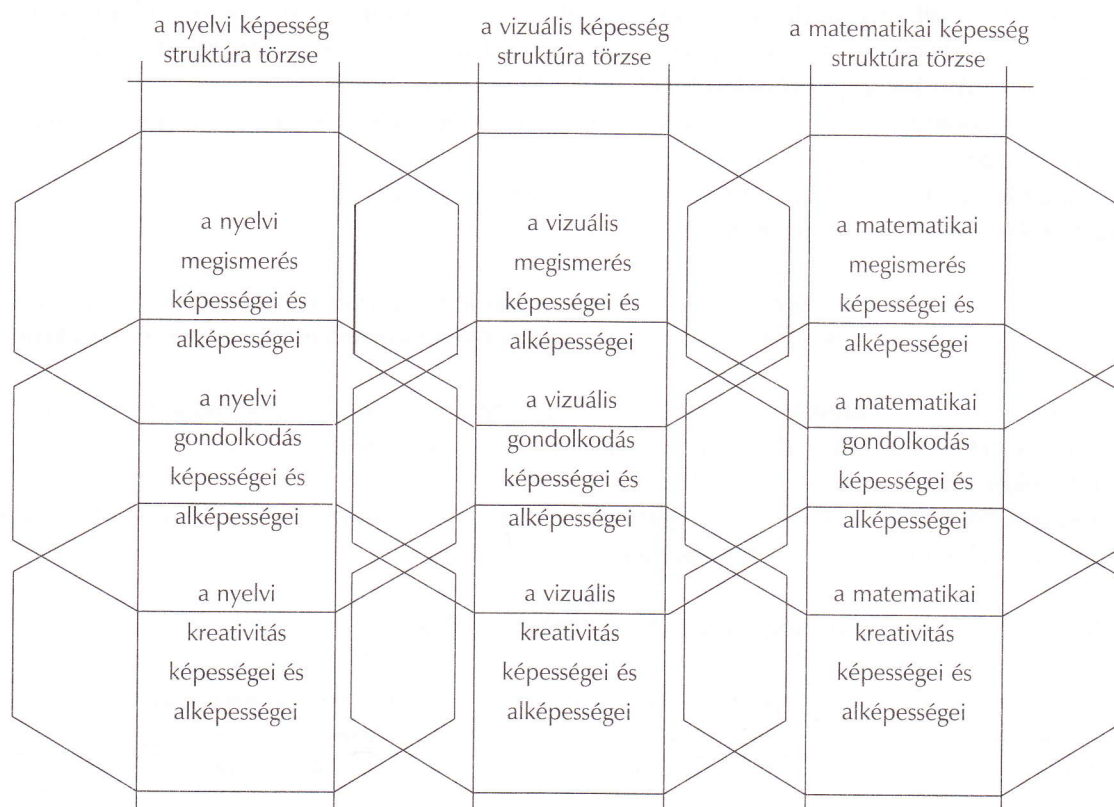 a nyelvi képesség
struktúra törzse
a vizuális képesség
struktúra törzse
a matematikai képesség
struktúra törzse
a nyelvi
megismerés
képességei és
alképességei
a vizuális
megismerés
képességei és
alképességei
a matematikai
megismerés
képességei és
alképességei
a nyelvi
gondolkodás
képességei és
alképességei
a vizuális
gondolkodás
képességei és
alképességei
a matematikai
gondolkodás
képességei és
alképességei
a nyelvi
kreativitás
képességei és
alképességei
a vizuális
kreativitás
képességei és
alképességei
a matematikai
kreativitás
képességei és
alképességei